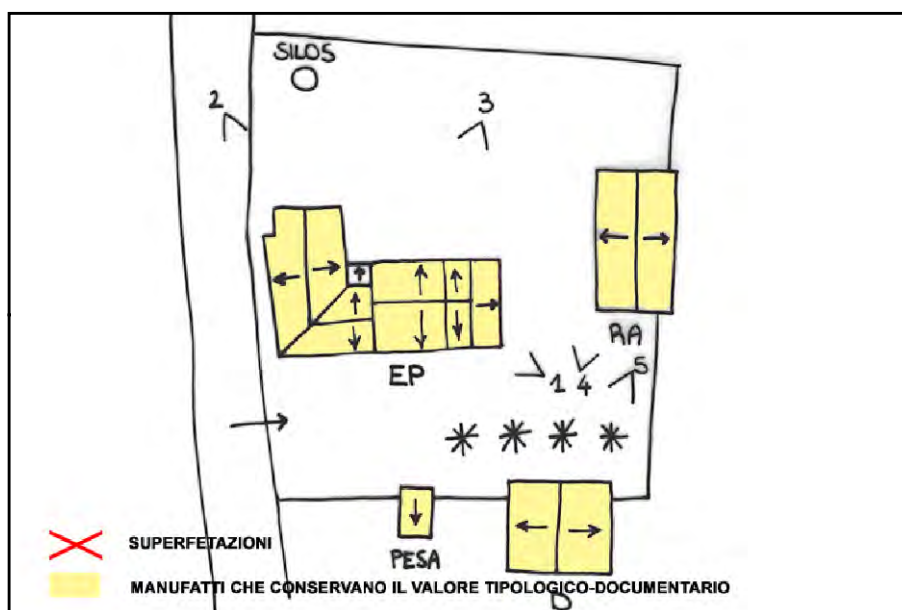 SILOS
2
3
RA
EP
1 4 5
PESA
SUPERFETAZIONI
MANUFATTI CHE CONSERVANO IL VALORE TIPOLOGICO-DOCUMENTARIO